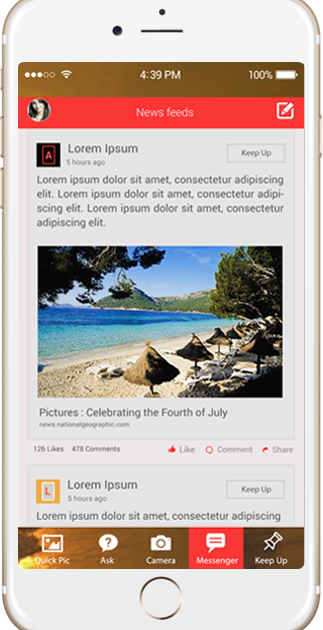 4:39 PM 100%
News feeds
A Lorem Ipsum Keep Up
5 hours ago
Lorem ipsum dolor sit amet, consectetur adipiscing
elit. Lorem ipsum dolor sit amet, consectetur adipi-
scing elit. Lorem ipsum dolor sit amet, consectetur
adipiscing elit.
Pictures : Celebrating the Fourth of July
news.nationalgeographic.com
126 Likes 478 Comments Like Comment Share
L Lorem Ipsum Keep Up
5 hours ago
Lorem ipsum dolor sit amet, consectetur adipiscing
Quick Pic Ask Camera Messenger Keep Up